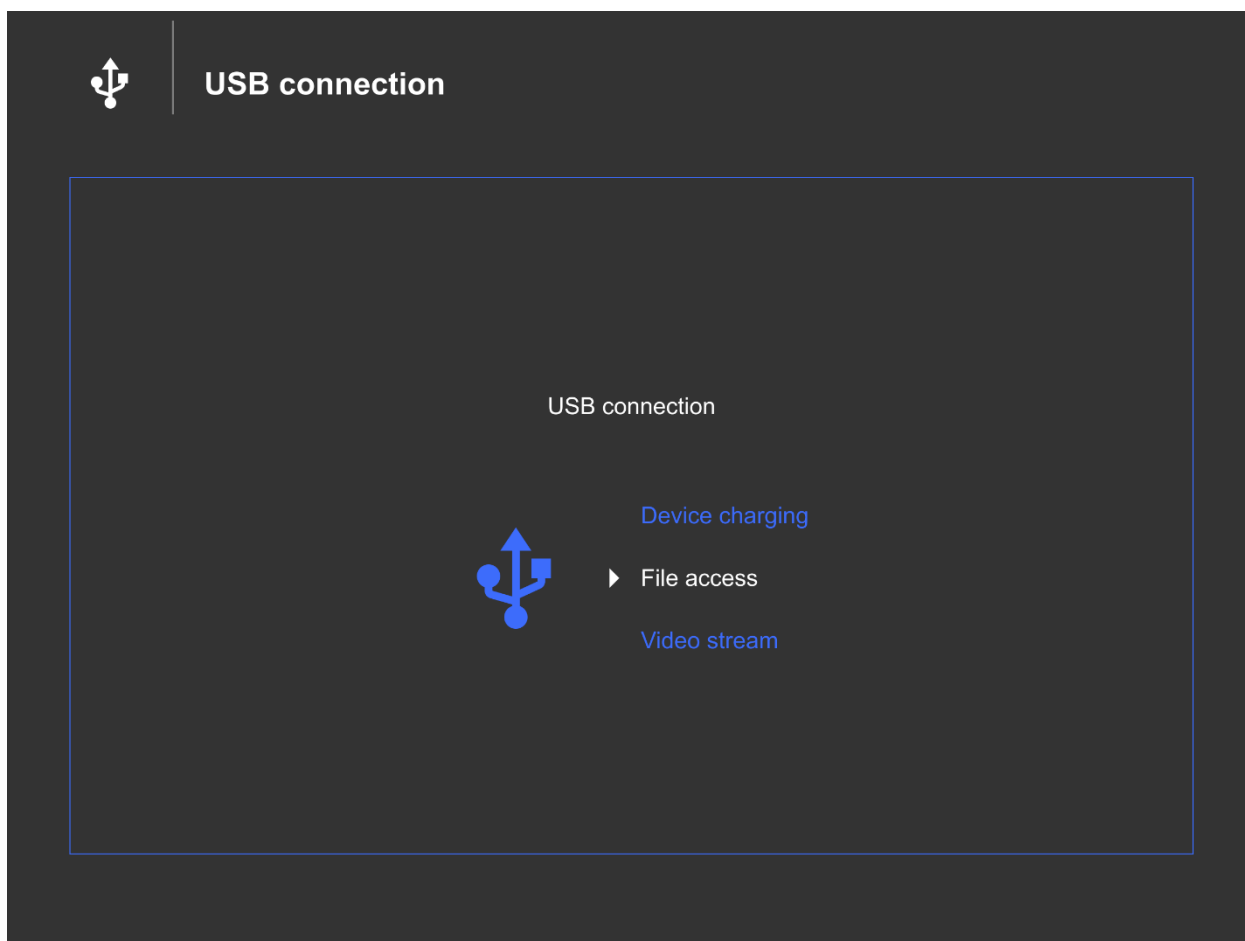 USB connection
USB connection
Device charging
File access
Video stream